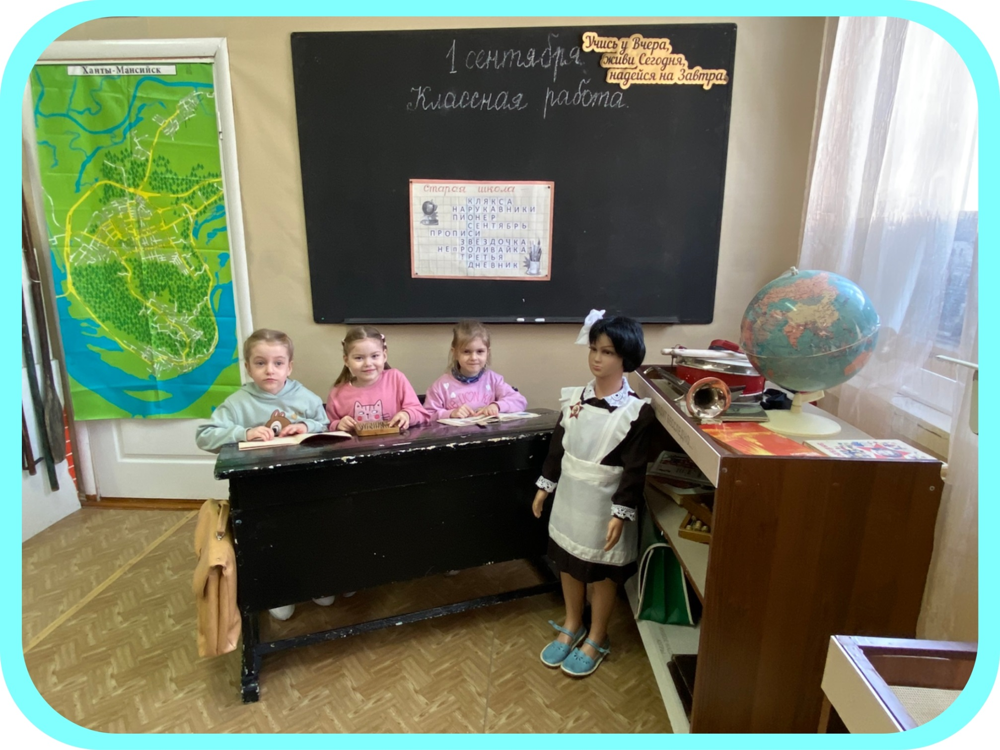 Ханты-Мансийск
1 сентября
Классная работа.
Учись у Вчера,
живи Сегодня,
надейся на Завтра.
старая школа
КЛЯКСА
НАРУКАВНИКИ
ПИОНЕР
СЕНТЯБРЬ
ПРОПИСИ
ЗВЕЗДОЧКА
НЕПРОЛИВАЙКА
ТРЕТЬЯ
ДНЕВНИК
БЕССЛЕДНО...